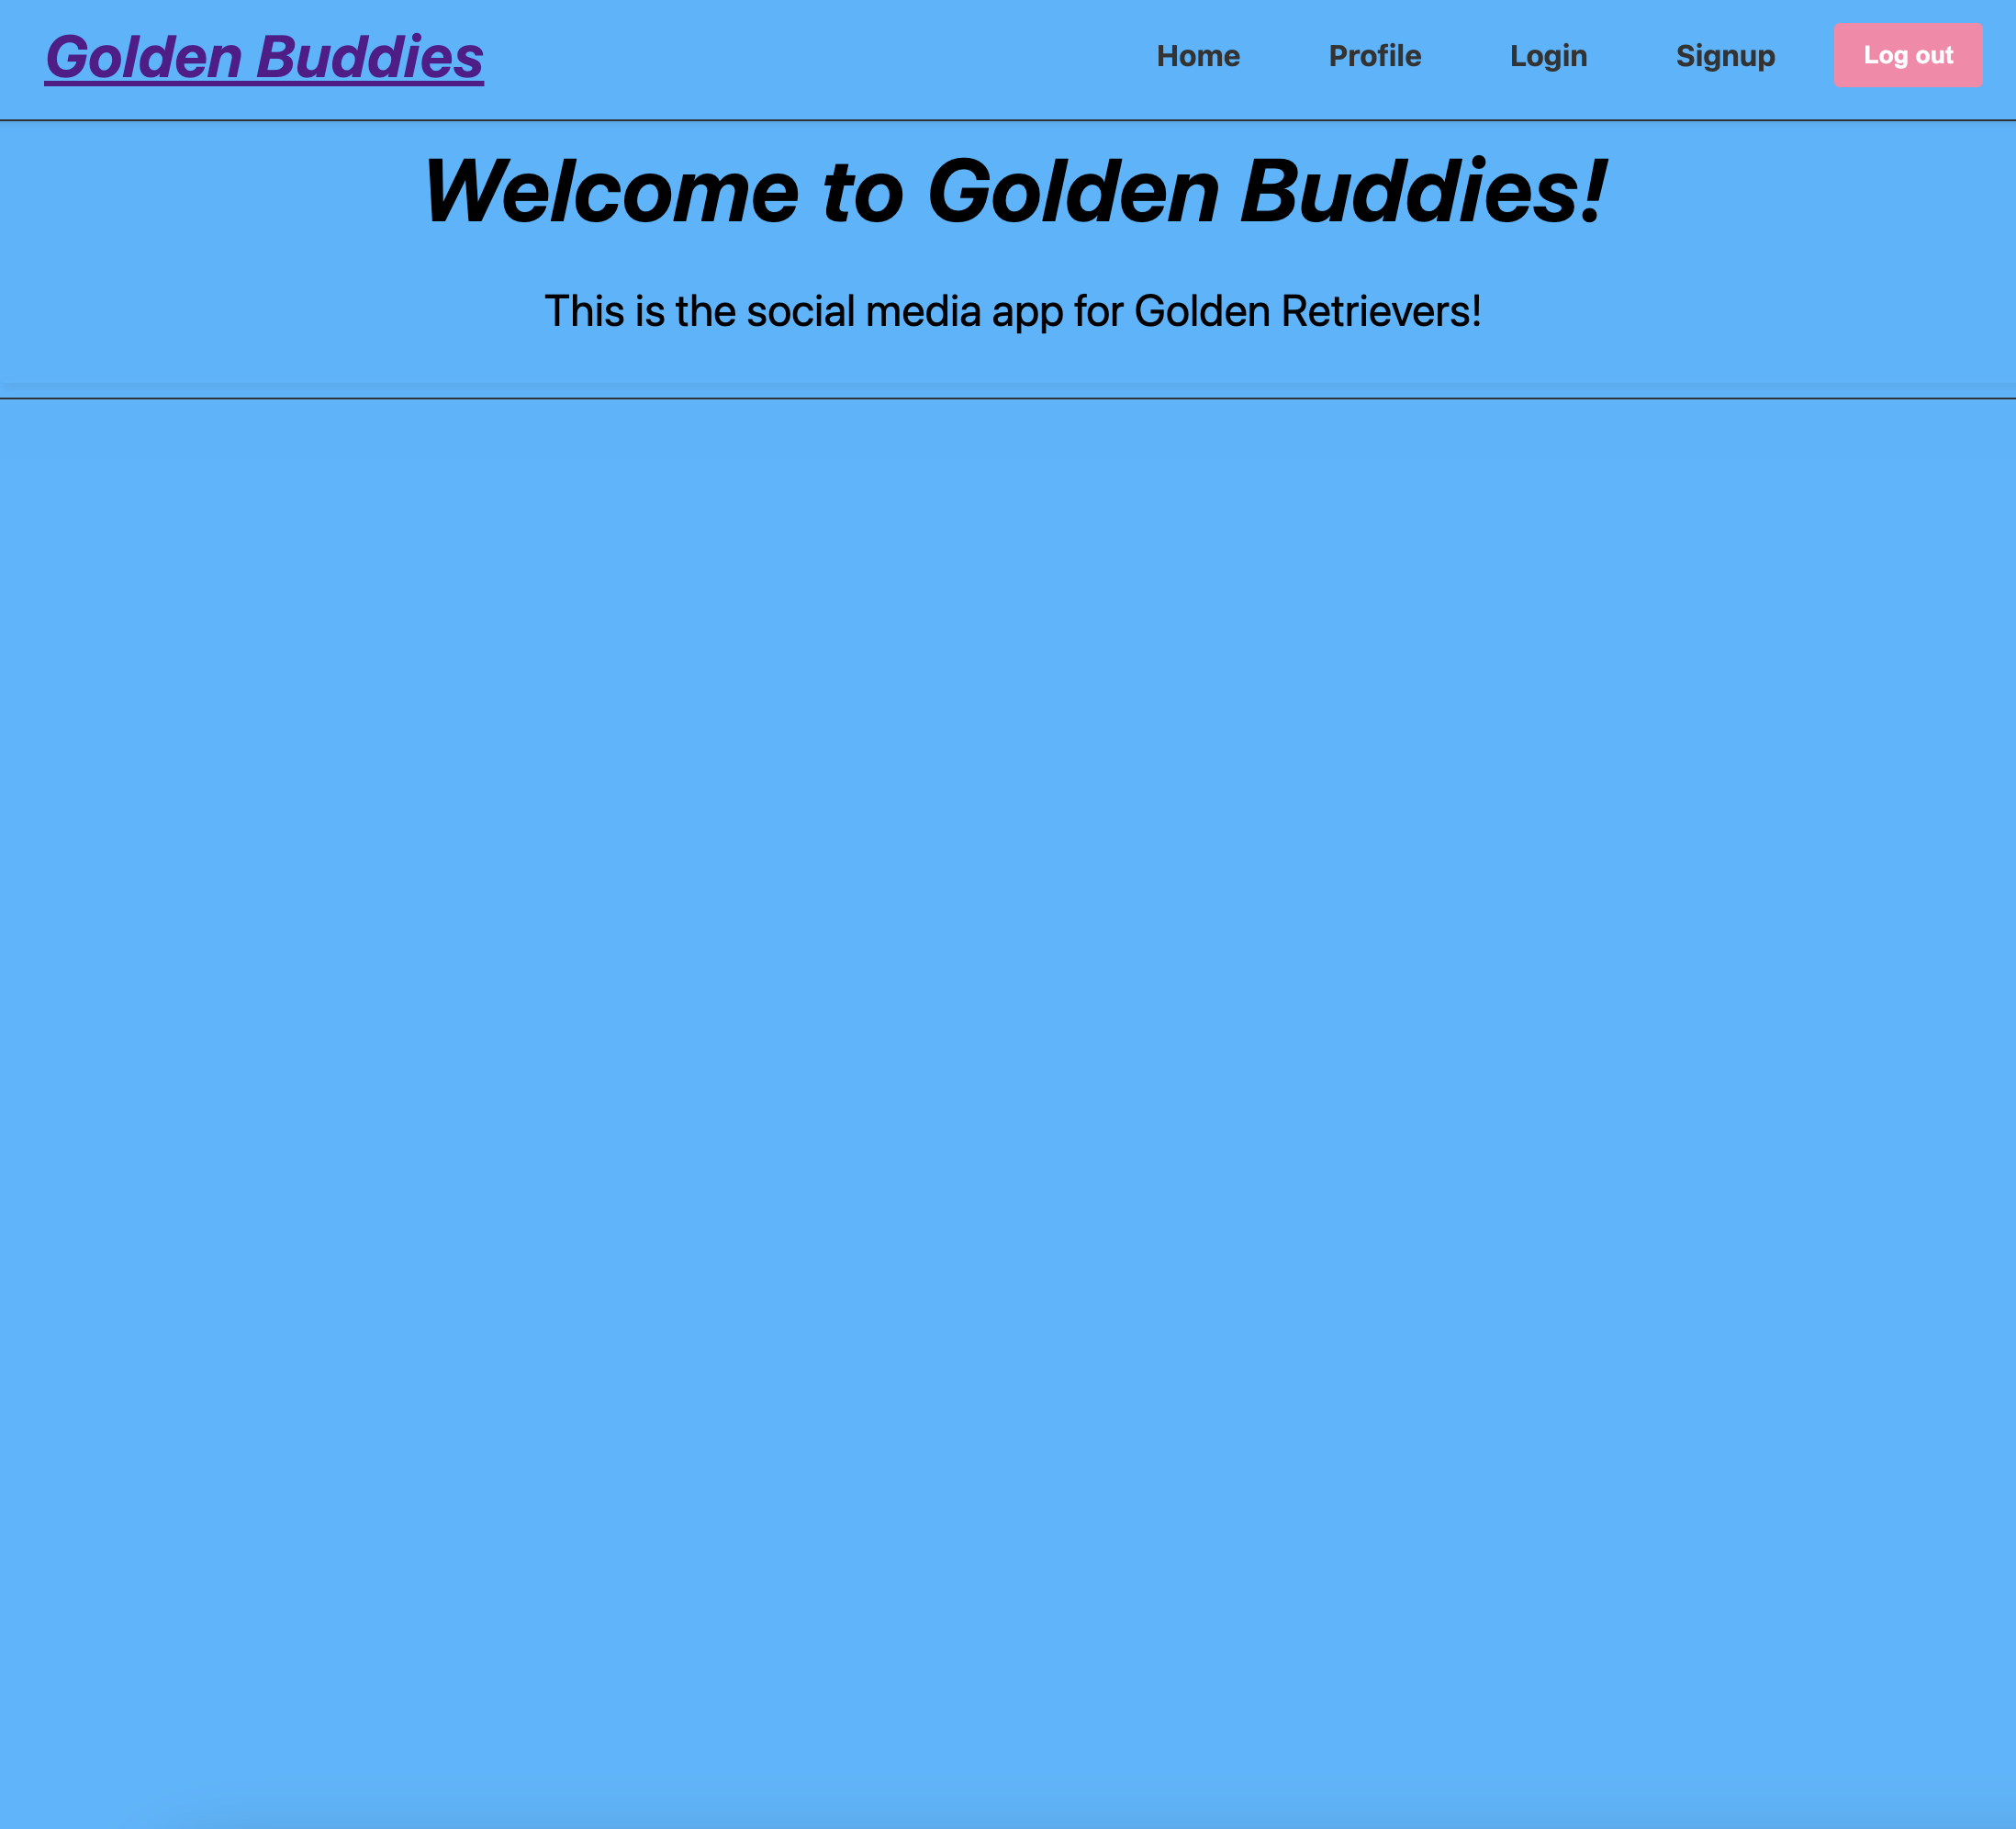 Golden Buddies
Home Profile Login Signup Log out
Welcome to Golden Buddies!
This is the social media app for Golden Retrievers!